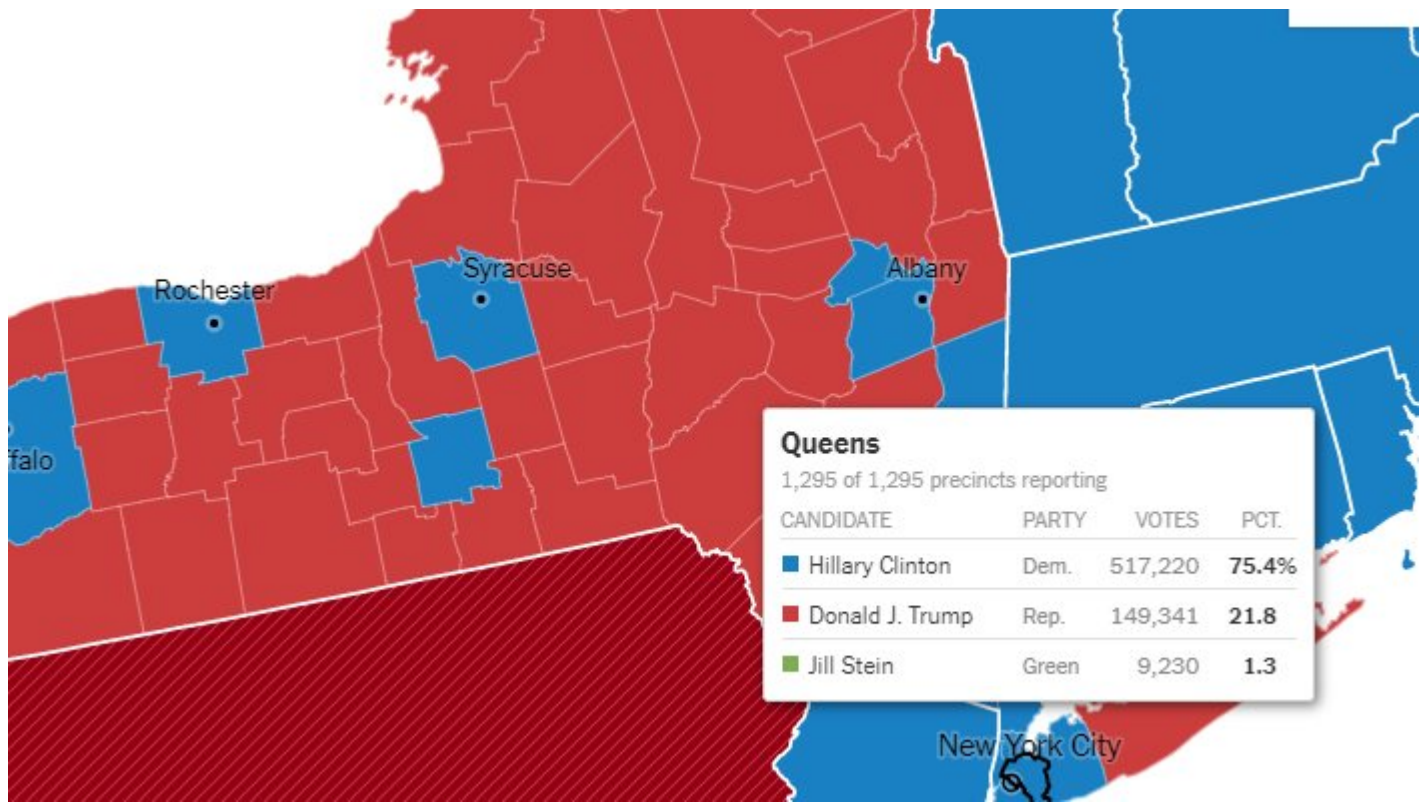 Syracuse
Albany
Rochester
ffalo
Queens
1,295 of 1,295 precincts reporting
CANDIDATE PARTY VOTES PCT.
Hillary Clinton Dem. 517,220 75.4%
Donald J. Trump Rep. 149,341 21.8
Jill Stein Green 9,230 1.3
New York City